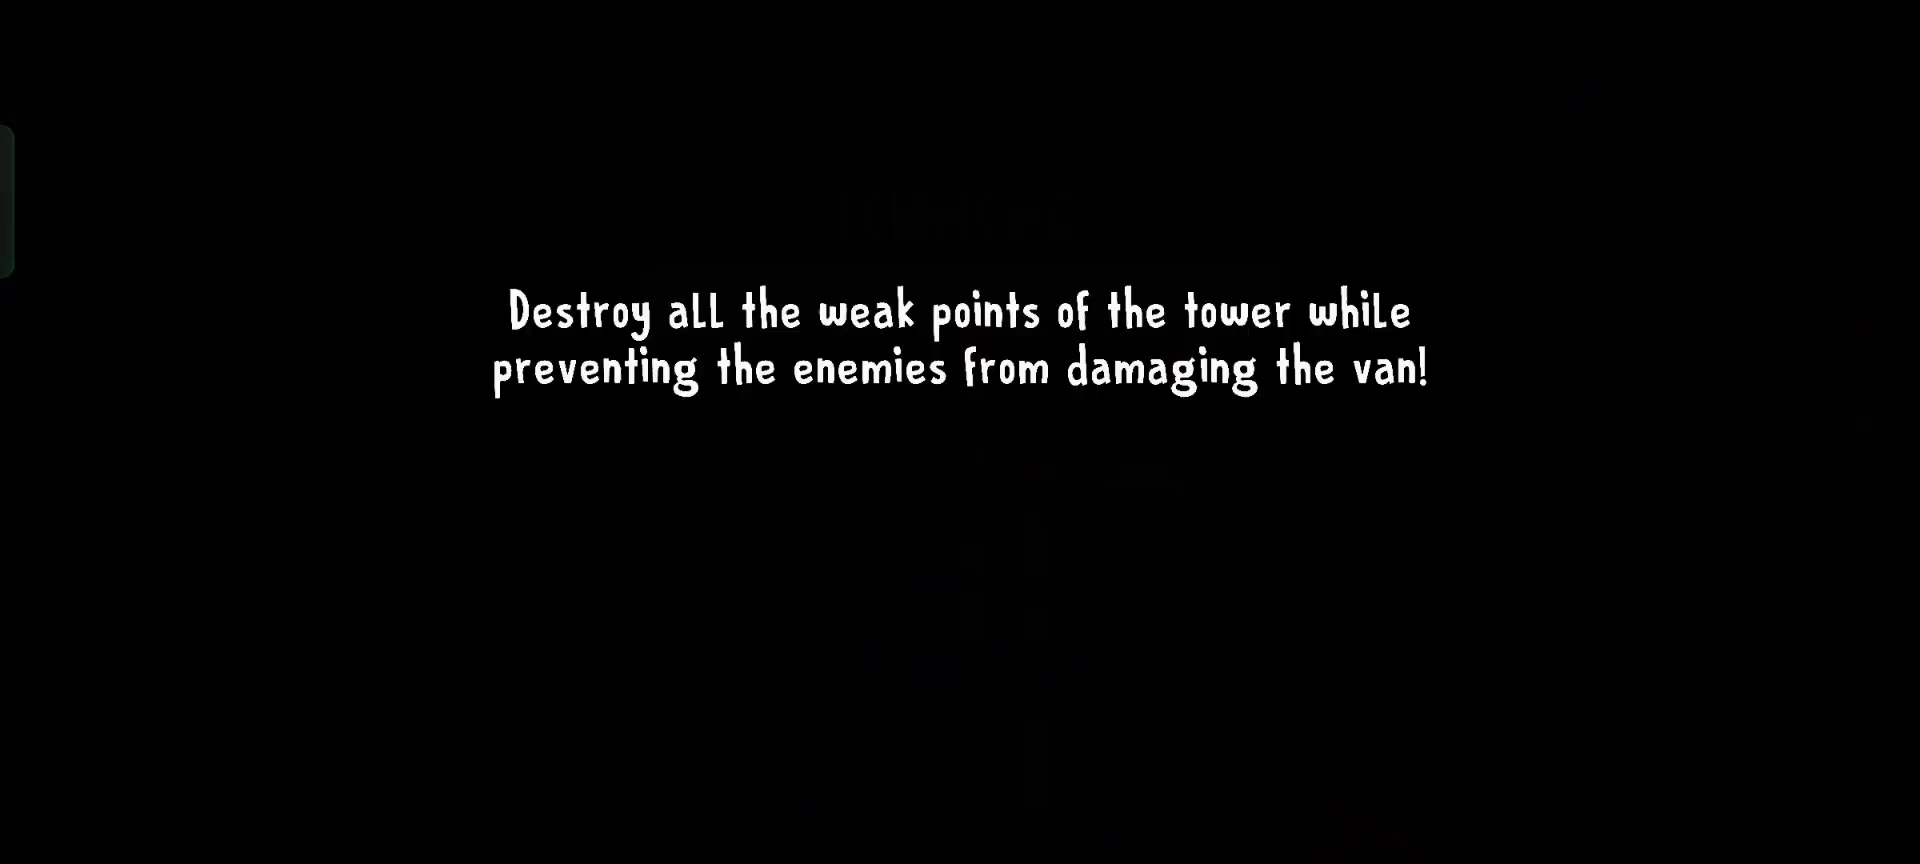 Destroy all the weak points of the tower while
preventing the enemies from damaging the van!